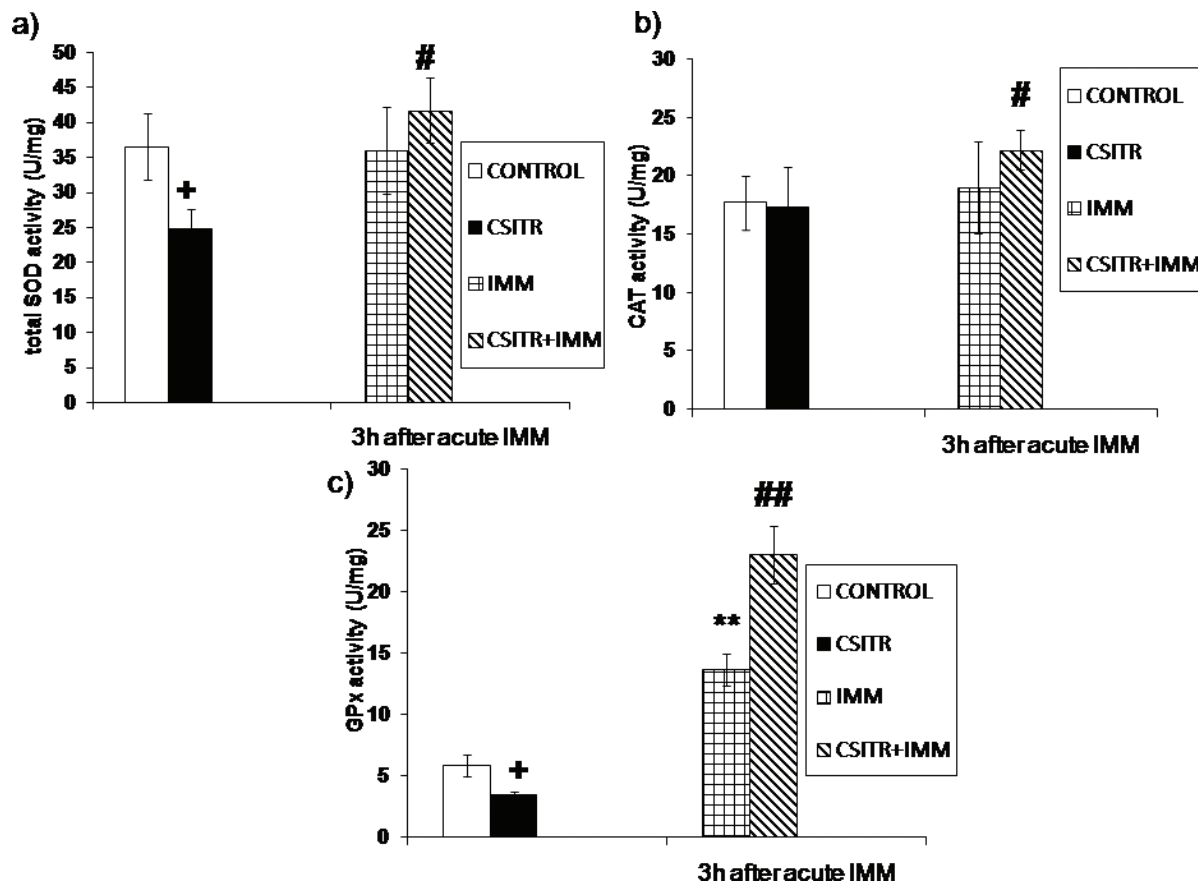 a)
total SOD activity (U/mg)
50
45
40
35
30
25
20
15
10
5
0
+
#
CONTROL
CSITR
IMM
CSITR+IMM
3h after acute IMM
b)
CAT activity (U/mg)
30
25
20
15
10
5
0
#
CONTROL
CSITR
IMM
CSITR+IMM
3h after acute IMM
c)
GPx activity (U/mg)
30
25
20
15
10
5
0
+
**
##
CONTROL
CSITR
IMM
CSITR+IMM
3h after acute IMM